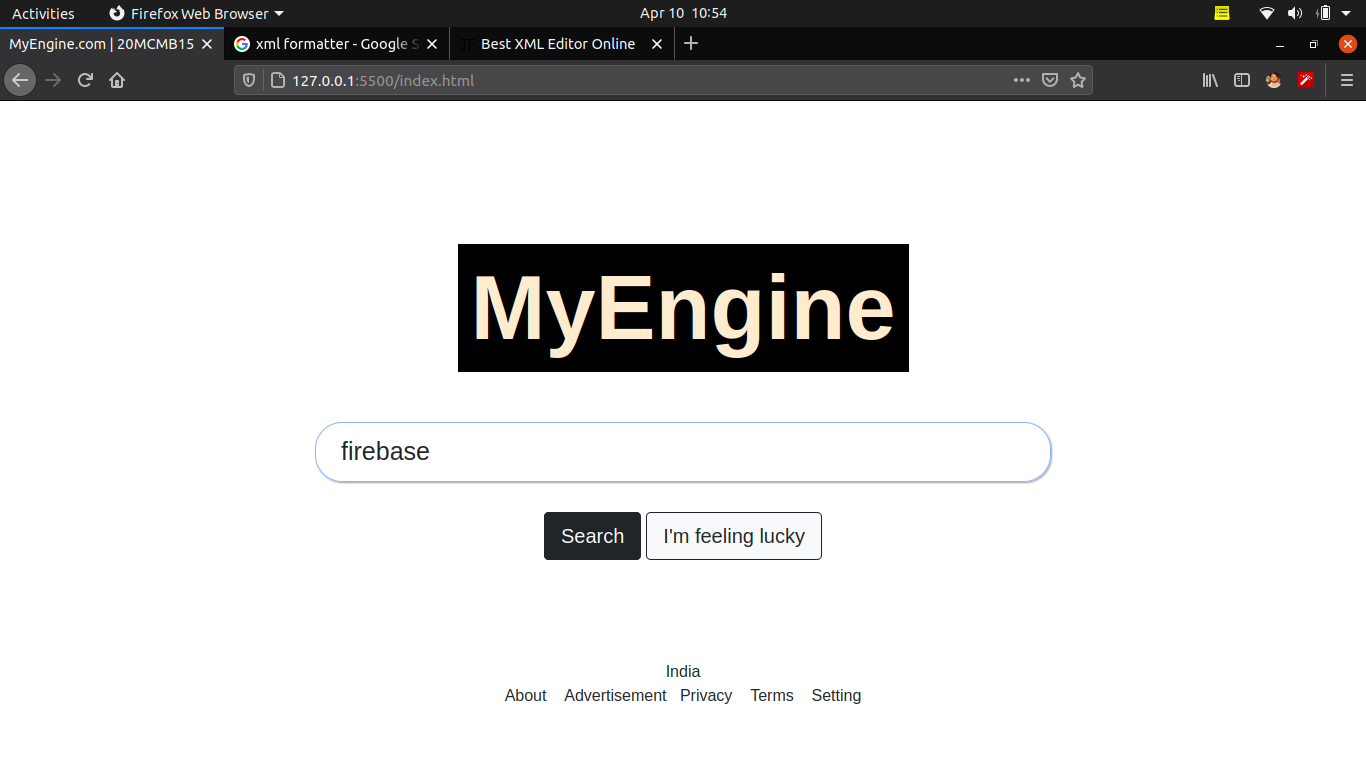 Activities Firefox Web Browser Apr 10 10:54
MyEngine.com | 20MCMB15 xml formatter - Google S Best XML Editor Online
127.0.0.1:5500/index.html
MyEngine
firebase
Search I'm feeling lucky
India
About Advertisement Privacy Terms Setting